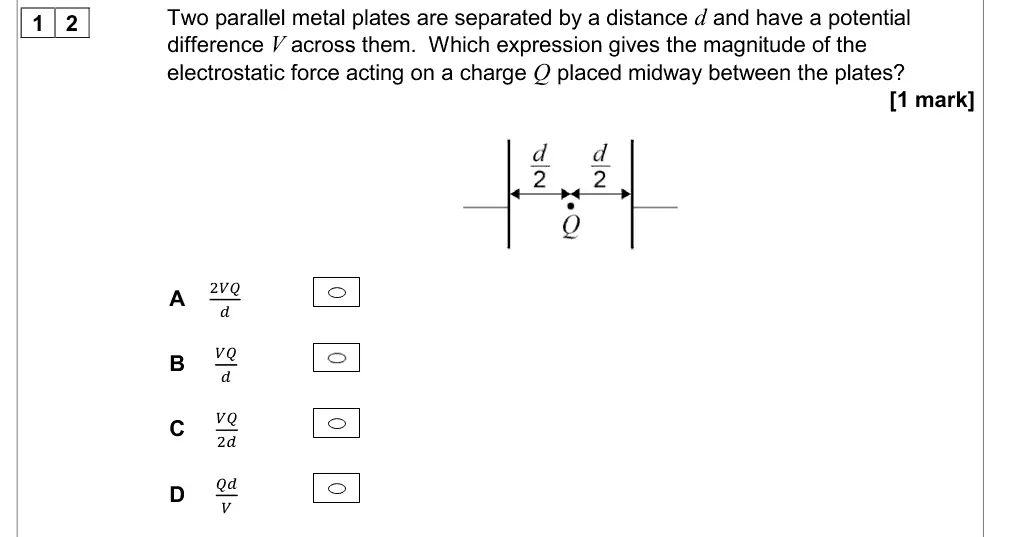 1 2
Two parallel metal plates are separated by a distance d and have a potential
difference V across them. Which expression gives the magnitude of the
electrostatic force acting on a charge Q placed midway between the plates?
[1 mark]
d/2 d/2
Q
A 2VQ/d
B VQ/d
C VQ/2d
D Qd/V